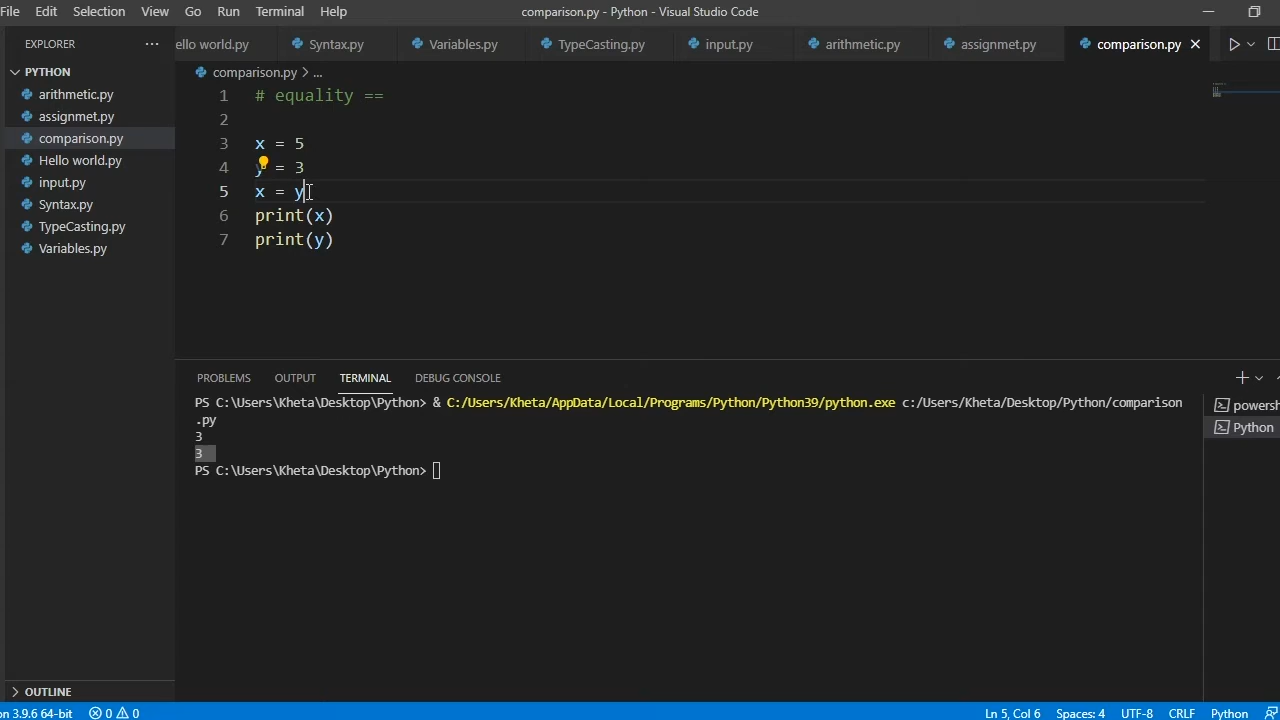 File Edit Selection View Go Run Terminal Help comparison.py - Python - Visual Studio Code
EXPLORER ··· ello world.py Syntax.py Variables.py TypeCasting.py input.py arithmetic.py assignmet.py comparison.py
PYTHON
comparison.py > ...
arithmetic.py
assignmet.py
comparison.py
Hello world.py
input.py
Syntax.py
TypeCasting.py
Variables.py
1 # equality ==
2
3 x = 5
4 y = 3
5 x = y
6 print(x)
7 print(y)
PROBLEMS OUTPUT TERMINAL DEBUG CONSOLE
PS C:\Users\Kheta\Desktop\Python> & C:/Users/Kheta/AppData/Local/Programs/Python/Python39/python.exe c:/Users/Kheta/Desktop/Python/comparison
.py
3
3
PS C:\Users\Kheta\Desktop\Python>
powersh
Python
OUTLINE
on 3.9.6 64-bit 0 0 Ln 5, Col 6 Spaces: 4 UTF-8 CRLF Python